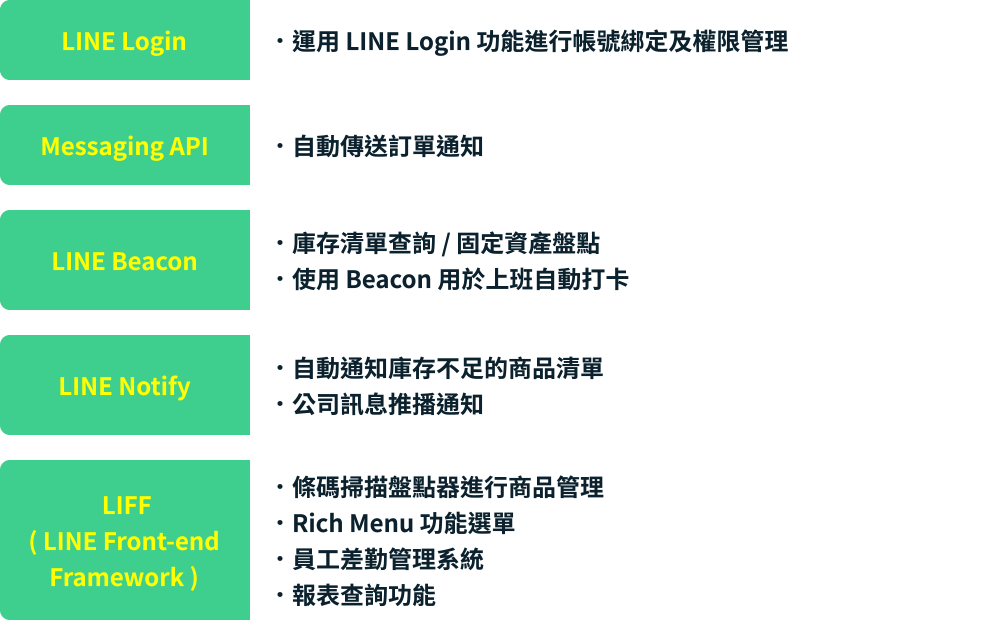 LINE Login
・運用 LINE Login 功能進行帳號綁定及權限管理
Messaging API
・自動傳送訂單通知
LINE Beacon
・庫存清單查詢 / 固定資產盤點
・使用 Beacon 用於上班自動打卡
LINE Notify
・自動通知庫存不足的商品清單
・公司訊息推播通知
LIFF
( LINE Front-end
Framework )
・條碼掃描盤點器進行商品管理
・Rich Menu 功能選單
・員工差勤管理系統
・報表查詢功能